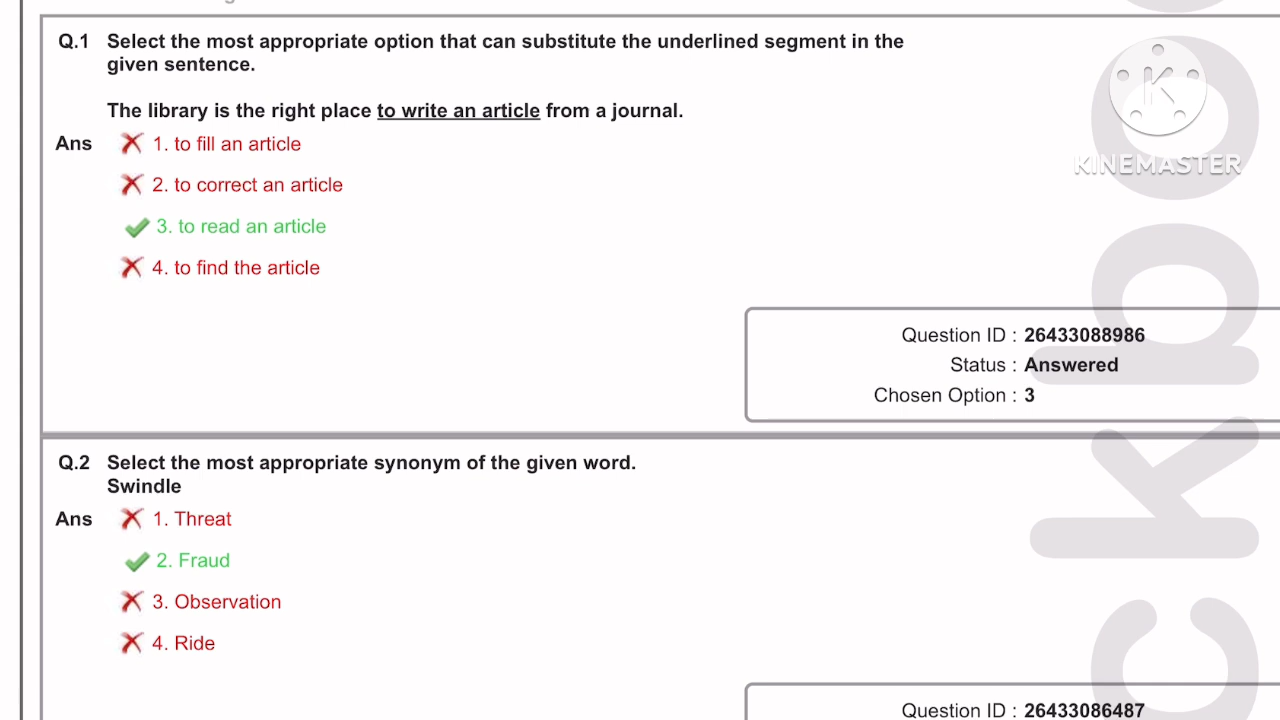 Q.1 Select the most appropriate option that can substitute the underlined segment in the
given sentence.
The library is the right place to write an article from a journal.
Ans 1. to fill an article
2. to correct an article
3. to read an article
4. to find the article
Question ID : 26433088986
Status : Answered
Chosen Option : 3
Q.2 Select the most appropriate synonym of the given word.
Swindle
Ans 1. Threat
2. Fraud
3. Observation
4. Ride
Question ID : 26433086487
KINEMASTER
c k b o